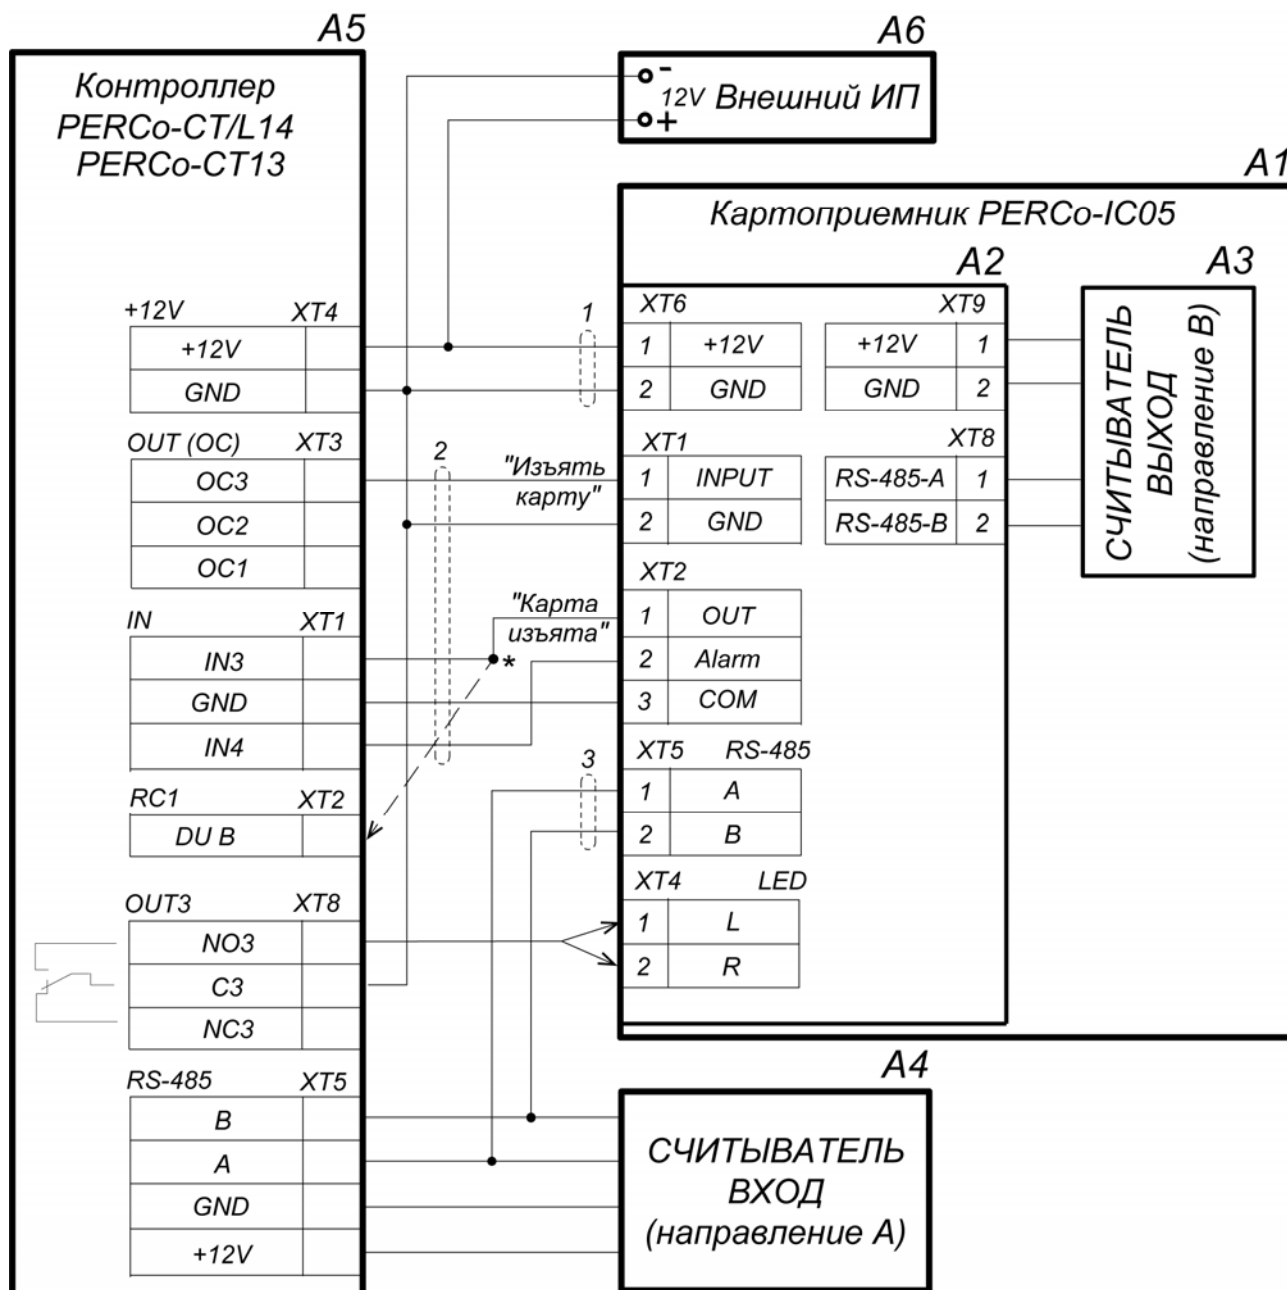 A5
Контроллер
PERCo-CT/L14
PERCo-CT13
+12V XT4
+12V
GND
OUT (OC) XT3
OC3
OC2
OC1
IN XT1
IN3
GND
IN4
RC1 XT2
DU B
OUT3 XT8
NO3
C3
NC3
RS-485 XT5
B
A
GND
+12V
1
2
"Изъять
карту"
"Карта
изъята"
*
3
A6
-
12V Внешний ИП
+
A1
Картоприемник PERCo-IC05
A2
XT6
1 +12V
2 GND
XT1
1 INPUT
2 GND
XT2
1 OUT
2 Alarm
3 COM
XT5 RS-485
1 A
2 B
XT4 LED
1 L
2 R
XT9
+12V 1
GND 2
XT8
RS-485-A 1
RS-485-B 2
A3
СЧИТЫВАТЕЛЬ
ВЫХОД
(направление B)
A4
СЧИТЫВАТЕЛЬ
ВХОД
(направление A)